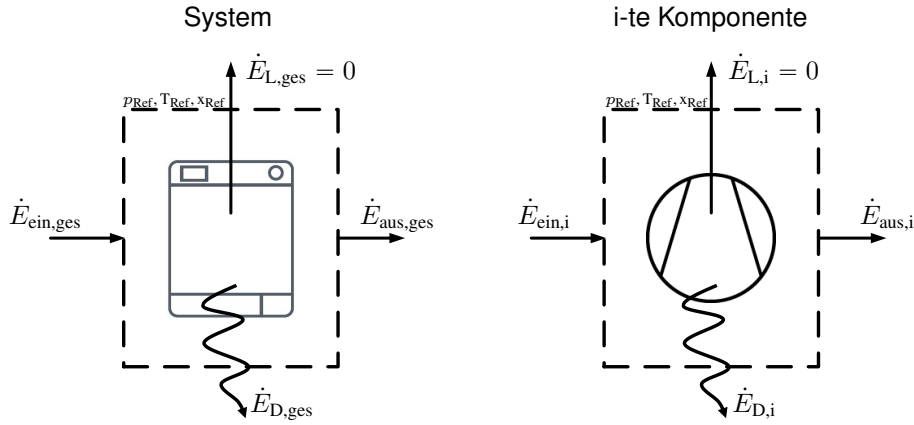 System
i-te Komponente
Ė_L,ges = 0
Ė_L,i = 0
p_Ref, T_Ref, x_Ref
p_Ref, T_Ref, x_Ref
Ė_ein,ges
Ė_aus,ges
Ė_ein,i
Ė_aus,i
Ė_D,ges
Ė_D,i